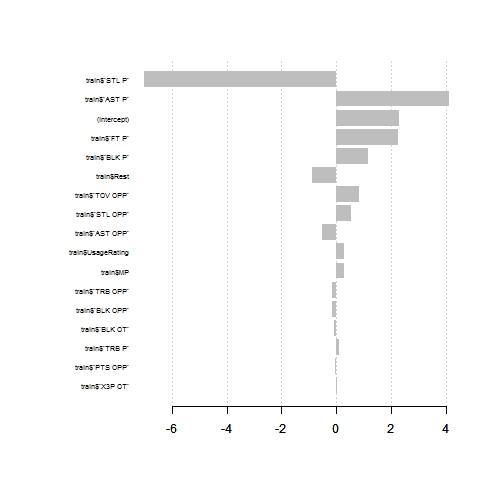 train$`STL P`
train$`AST P`
(Intercept)
train$`FT P`
train$`BLK P`
train$Rest
train$`TOV OPP`
train$`STL OPP`
train$`AST OPP`
train$UsageRating
train$MP
train$`TRB OPP`
train$`BLK OPP`
train$`BLK OT`
train$`TRB P`
train$`PTS OPP`
train$`X3P OT`
-6 -4 -2 0 2 4